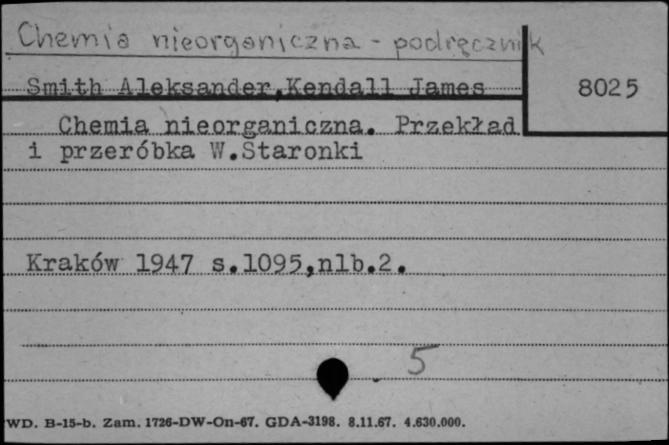 Chemia nieorganiczna - podręcznik
Smith Aleksander,Kendall James
8025
Chemia nieorganiczna. Przekład
i przeróbka W.Staronki
Kraków 1947 s.1095,nlb.2.
5
WD. B-15-b. Zam. 1726-DW-On-67. GDA-3198. 8.11.67. 4.630.000.